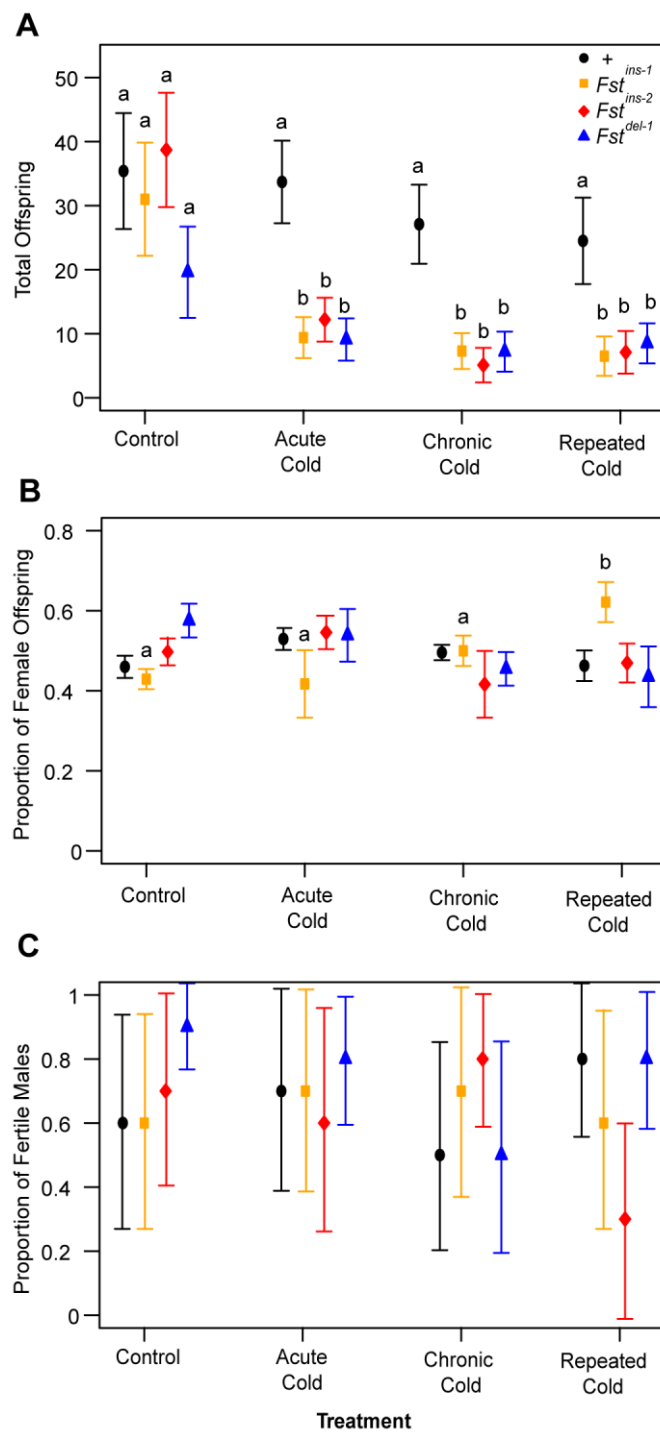 A
Total Offspring
50
40
30
20
10
0
a
a
a
a
a
b
b
b
a
b
b
b
a
b
b
b
+
Fst ins-1
Fst ins-2
Fst del-1
Control
Acute
Cold
Chronic
Cold
Repeated
Cold
B
Proportion of Female Offspring
0.8
0.6
0.4
0.2
0
a
a
a
b
Control
Acute
Cold
Chronic
Cold
Repeated
Cold
C
Proportion of Fertile Males
1
0.8
0.6
0.4
0.2
0
Control
Acute
Cold
Chronic
Cold
Repeated
Cold
Treatment